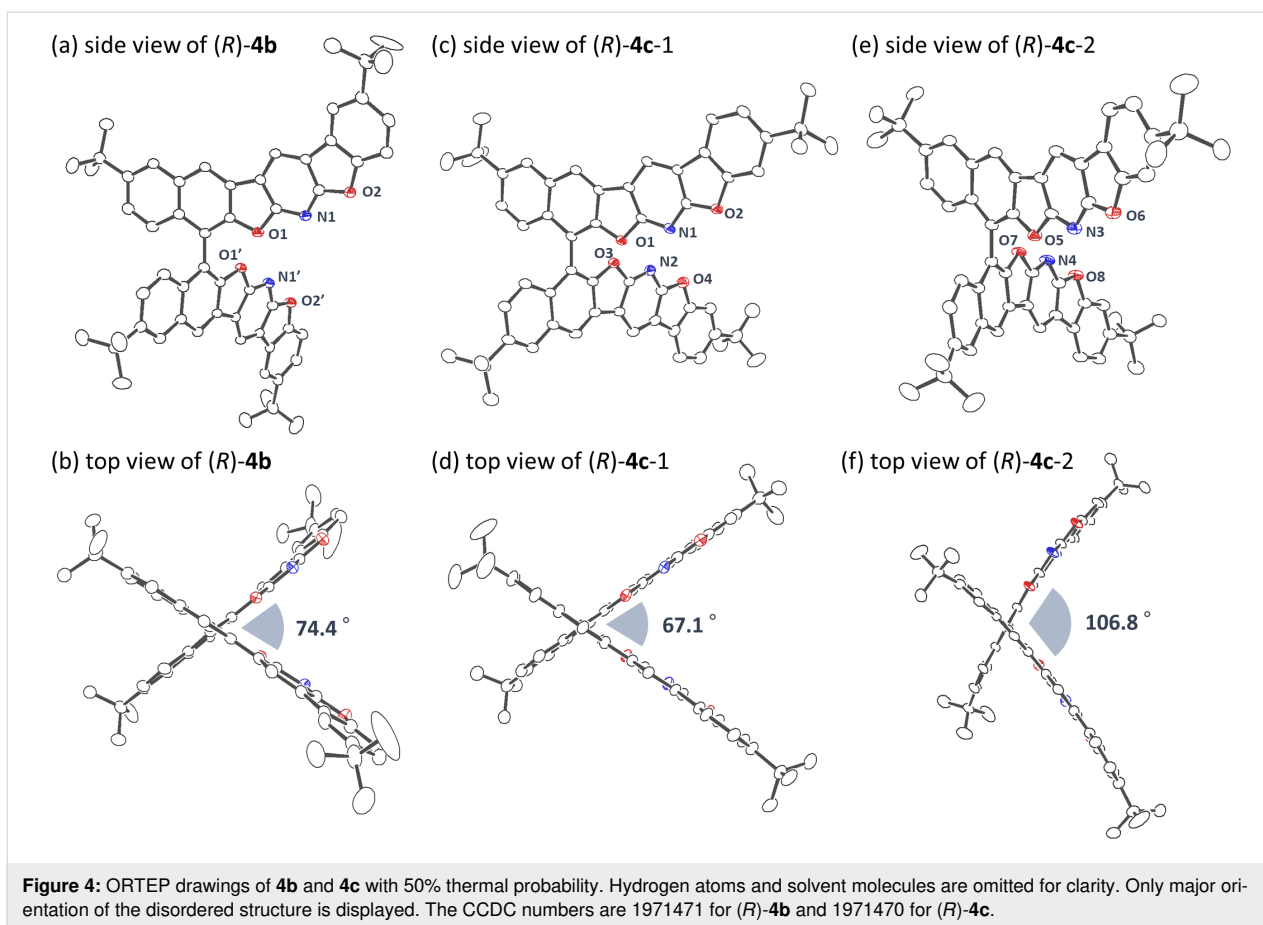 (a) side view of (R)-4b
(c) side view of (R)-4c-1
(e) side view of (R)-4c-2
O2
N1
O1
O1'
N1'
O2'
O2
N1
O1
O3
N2
O4
O6
N3
O5
O7
N4
O8
(b) top view of (R)-4b
(d) top view of (R)-4c-1
(f) top view of (R)-4c-2
74.4 °
67.1 °
106.8 °
Figure 4: ORTEP drawings of 4b and 4c with 50% thermal probability. Hydrogen atoms and solvent molecules are omitted for clarity. Only major ori-
entation of the disordered structure is displayed. The CCDC numbers are 1971471 for (R)-4b and 1971470 for (R)-4c.